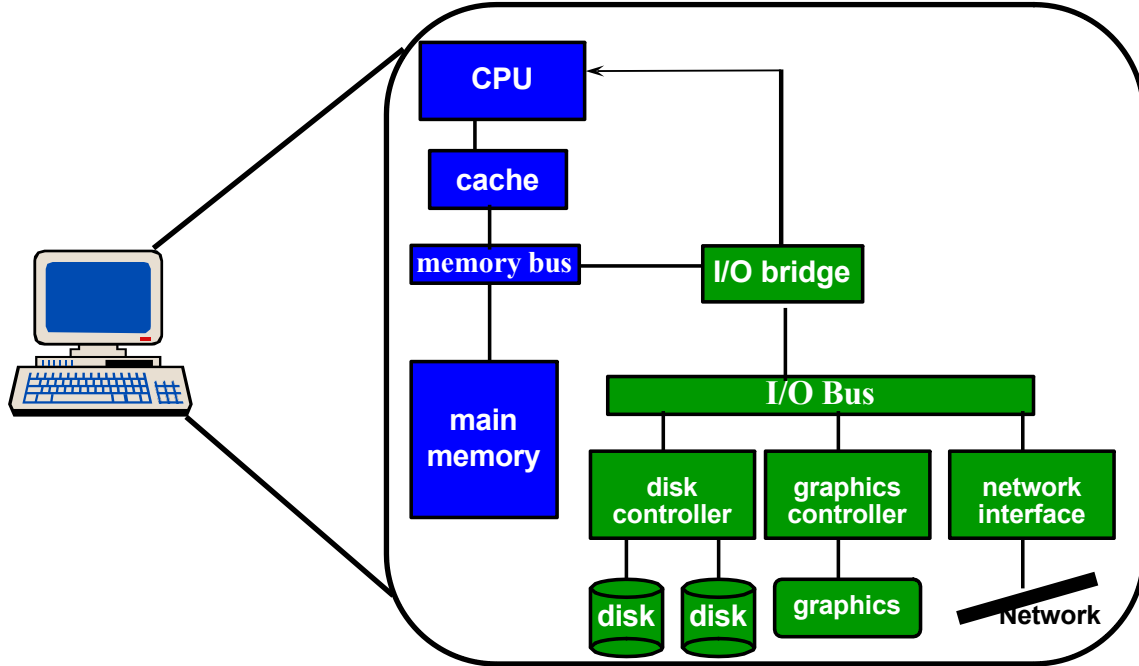 CPU
cache
memory bus
I/O bridge
main
memory
I/O Bus
disk
controller
graphics
controller
network
interface
disk
disk
graphics
Network